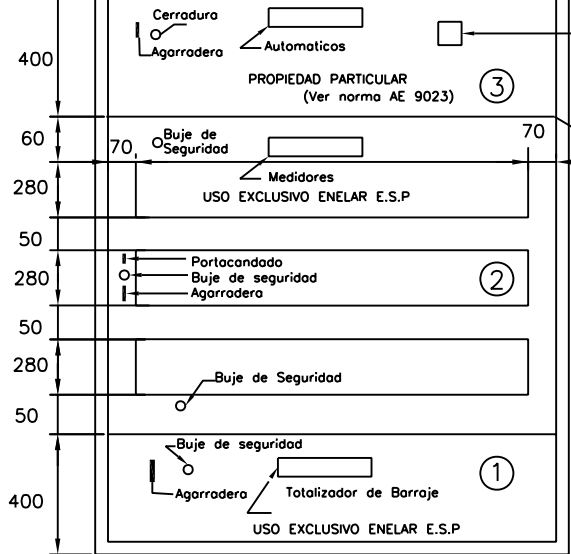 Cerradura
Agarradera
Automaticos
400
PROPIEDAD PARTICULAR
(Ver norma AE 9023)
3
60
70
Buje de
Seguridad
70
Medidores
280
USO EXCLUSIVO ENELAR E.S.P
50
Portacandado
280
Buje de seguridad
2
Agarradera
50
280
Buje de Seguridad
50
Buje de seguridad
1
400
Agarradera
Totalizador de Barraje
USO EXCLUSIVO ENELAR E.S.P